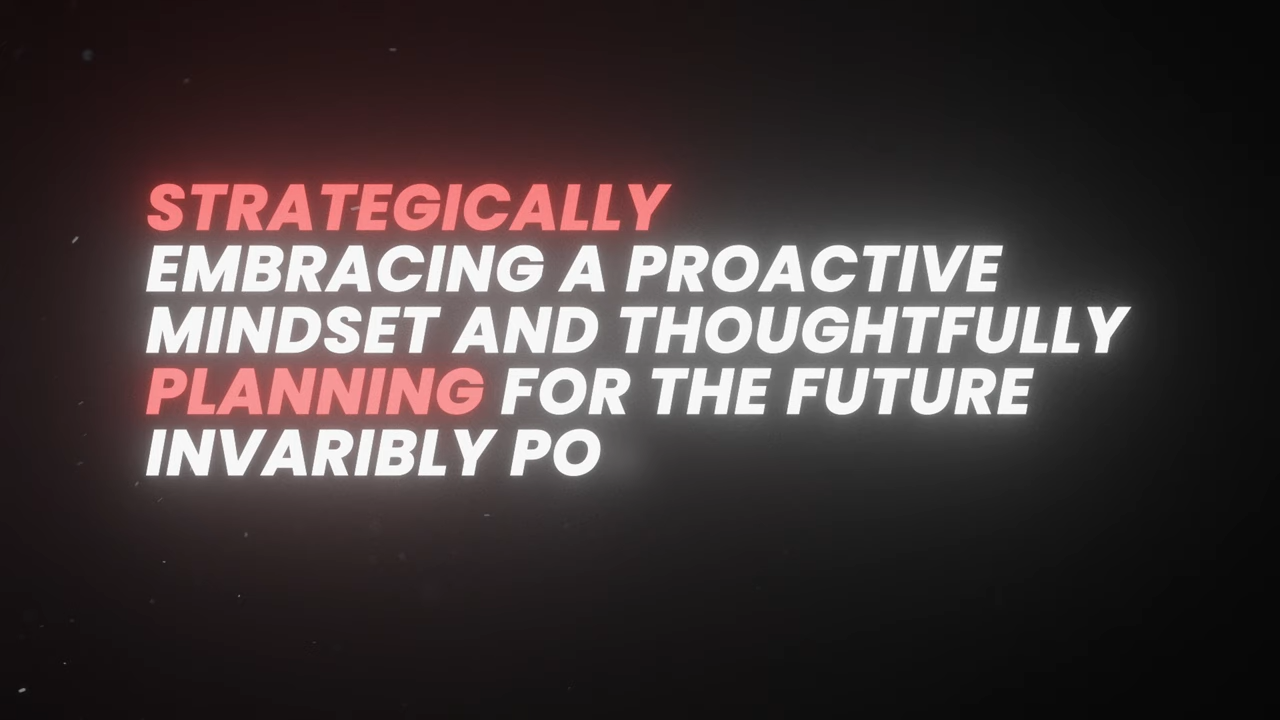 STRATEGICALLY
EMBRACING A PROACTIVE
MINDSET AND THOUGHTFULLY
PLANNING FOR THE FUTURE
INVARIBLY PO